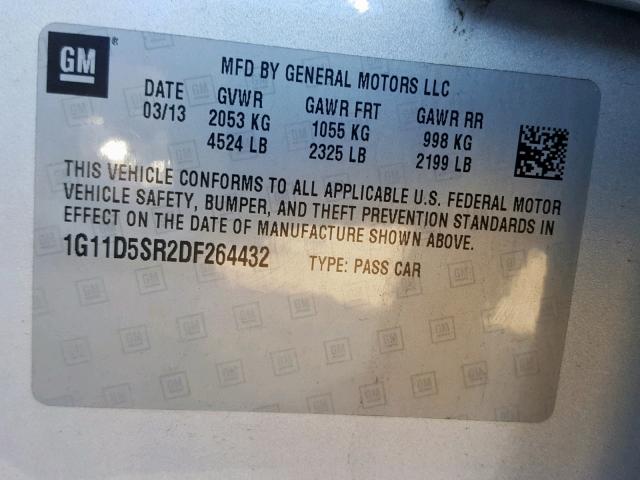 GM
MFD BY GENERAL MOTORS LLC
DATE GVWR GAWR FRT GAWR RR
03/13 2053 KG 1055 KG 998 KG
4524 LB 2325 LB 2199 LB
THIS VEHICLE CONFORMS TO ALL APPLICABLE U.S. FEDERAL MOTOR
VEHICLE SAFETY, BUMPER, AND THEFT PREVENTION STANDARDS IN
EFFECT ON THE DATE OF MANUFACTURE SHOWN ABOVE.
1G11D5SR2DF264432 TYPE: PASS CAR